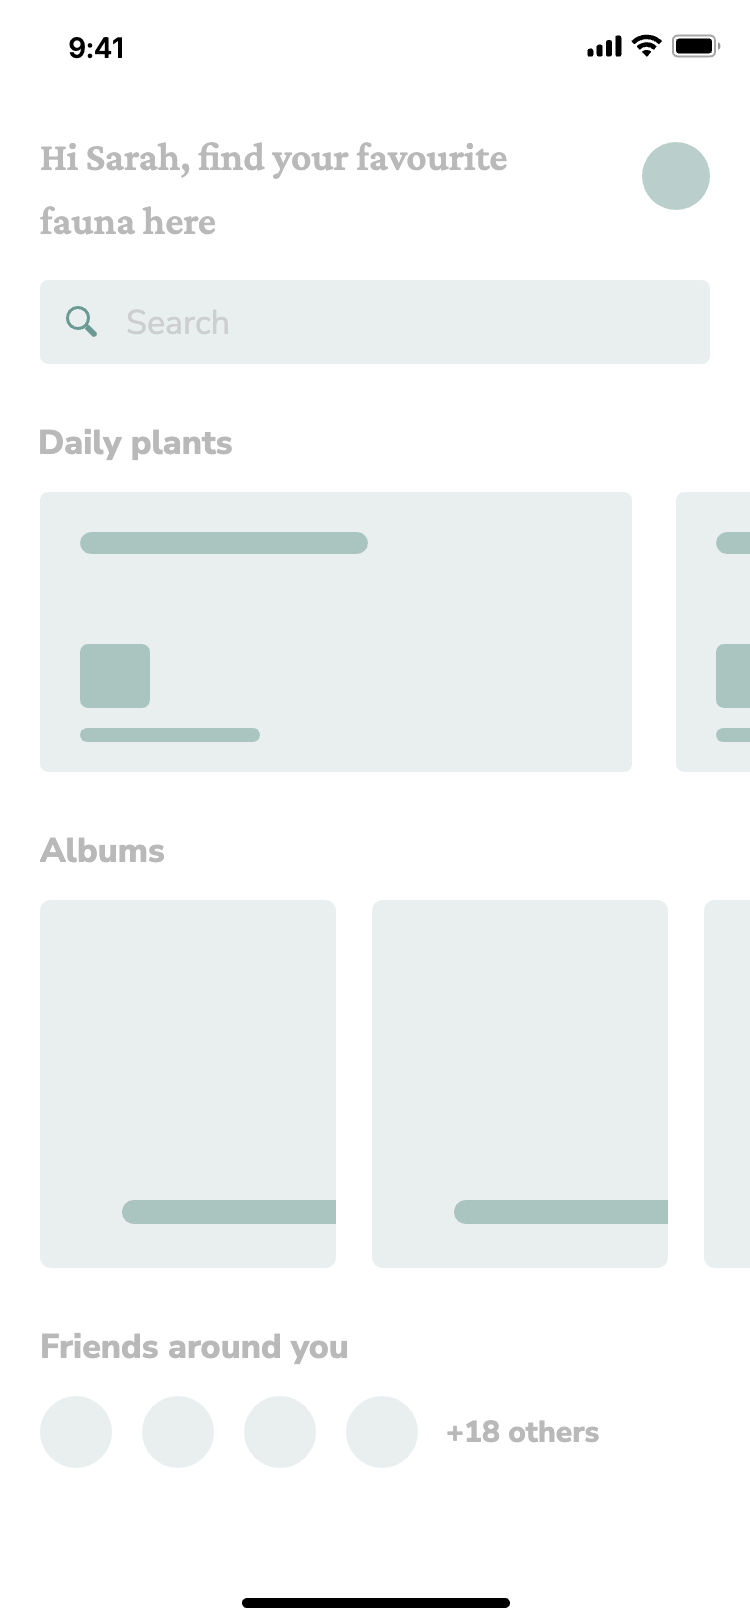 9:41
Hi Sarah, find your favourite
fauna here
Search
Daily plants
Albums
Friends around you
+18 others